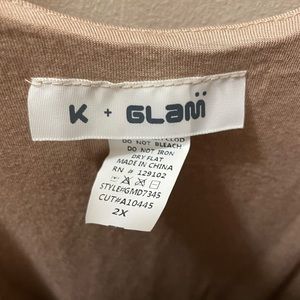 K + GLAM
DO NOT BLEACH
DO NOT IRON
DRY FLAT
MADE IN CHINA
RN # 129102
STYLE#GMD7345
CUT#A10445
2X